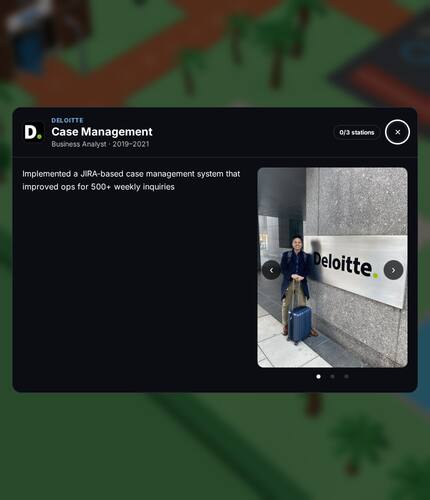 D.
DELOITTE
Case Management
Business Analyst · 2019–2021
0/3 stations
Implemented a JIRA-based case management system that
improved ops for 500+ weekly inquiries
Deloitte.